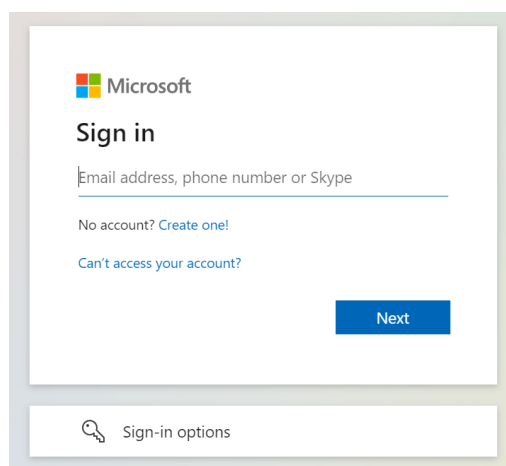 Microsoft
Sign in
Email address, phone number or Skype
No account? Create one!
Can't access your account?
Next
Sign-in options